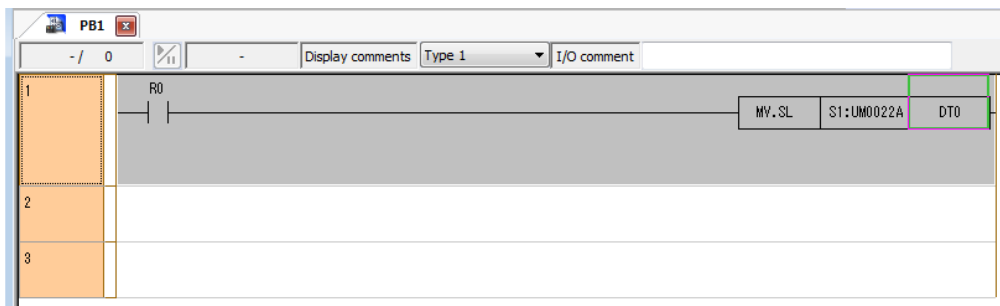 PB1
- / 0 - Display comments Type 1 I/O comment
1 R0
MV.SL S1:UM0022A DT0
2
3